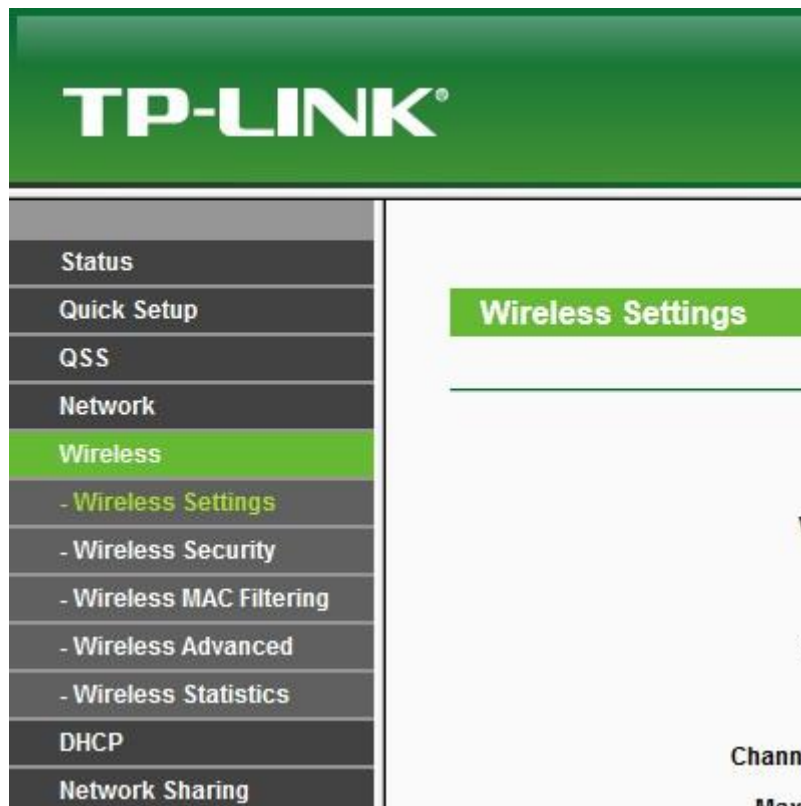 TP-LINK®
Status
Quick Setup
QSS
Network
Wireless
- Wireless Settings
- Wireless Security
- Wireless MAC Filtering
- Wireless Advanced
- Wireless Statistics
DHCP
Network Sharing
Wireless Settings
Chann